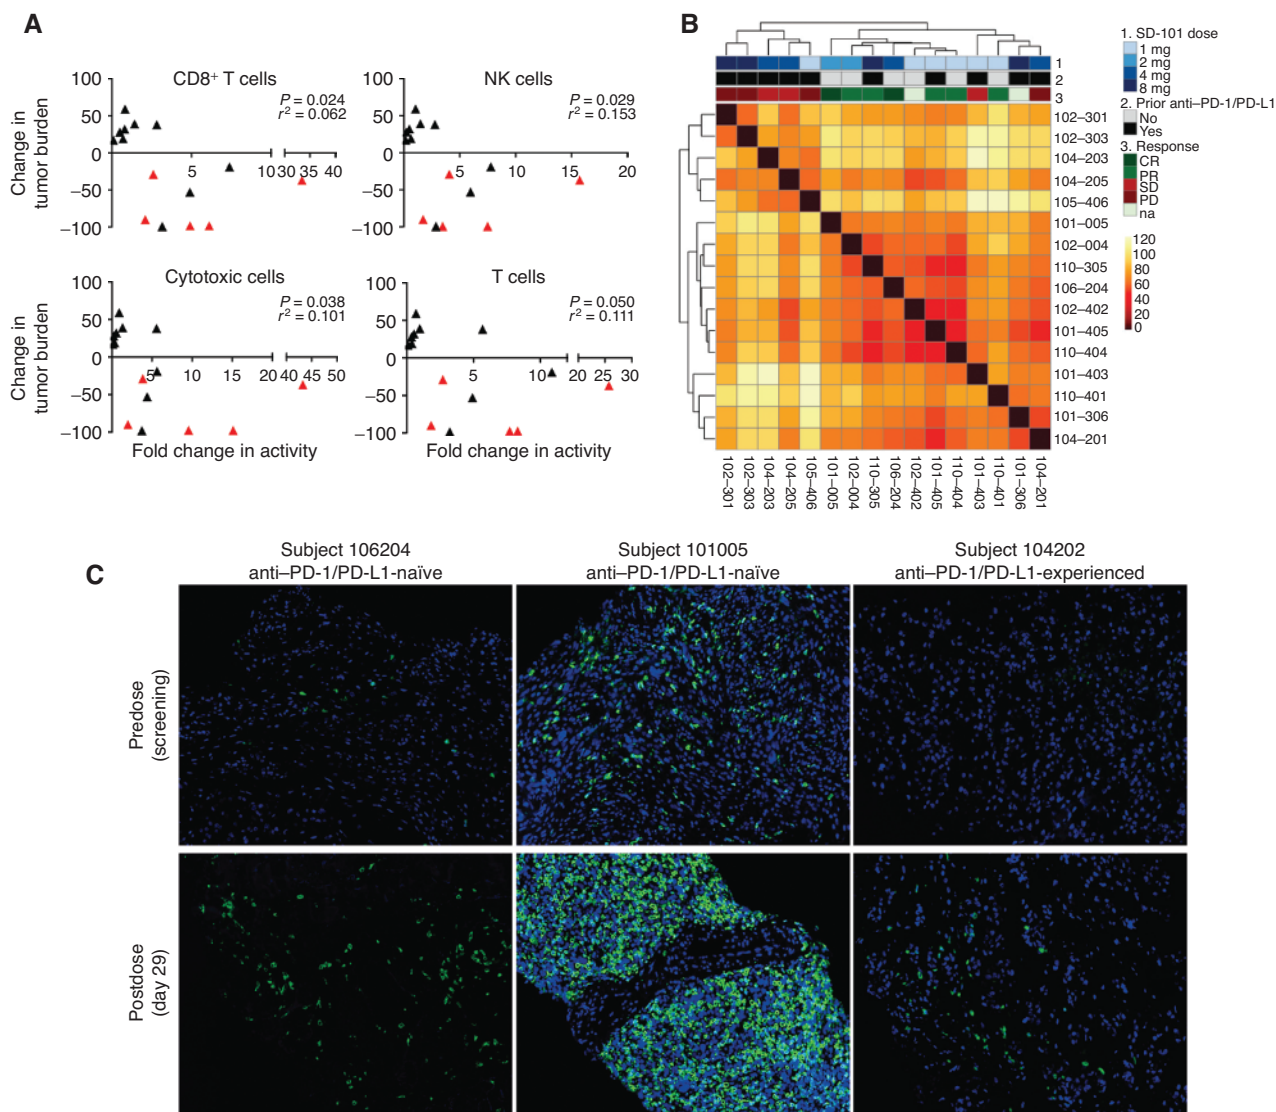 A
CD8+ T cells
P = 0.024
r2 = 0.062
Change in
tumor burden
100
50
0
−50
−100
5
10
30
35
40
NK cells
P = 0.029
r2 = 0.153
100
50
0
−50
−100
5
10
15
20
Cytotoxic cells
P = 0.038
r2 = 0.101
Change in
tumor burden
100
50
0
−50
−100
5
10
15
20
40
45
50
Fold change in activity
T cells
P = 0.050
r2 = 0.111
100
50
0
−50
−100
5
10
20
25
30
Fold change in activity
B
1
2
3
102–301
102–303
104–203
104–205
105–406
101–005
102–004
110–305
106–204
102–402
101–405
110–404
101–403
110–401
101–306
104–201
102–301
102–303
104–203
104–205
105–406
101–005
102–004
110–305
106–204
102–402
101–405
110–404
101–403
110–401
101–306
104–201
1. SD-101 dose
1 mg
2 mg
4 mg
8 mg
2. Prior anti–PD-1/PD-L1
No
Yes
3. Response
CR
PR
SD
PD
na
120
100
80
60
40
20
0
C
Subject 106204
anti–PD-1/PD-L1-naïve
Subject 101005
anti–PD-1/PD-L1-naïve
Subject 104202
anti–PD-1/PD-L1-experienced
Predose
(screening)
Postdose
(day 29)